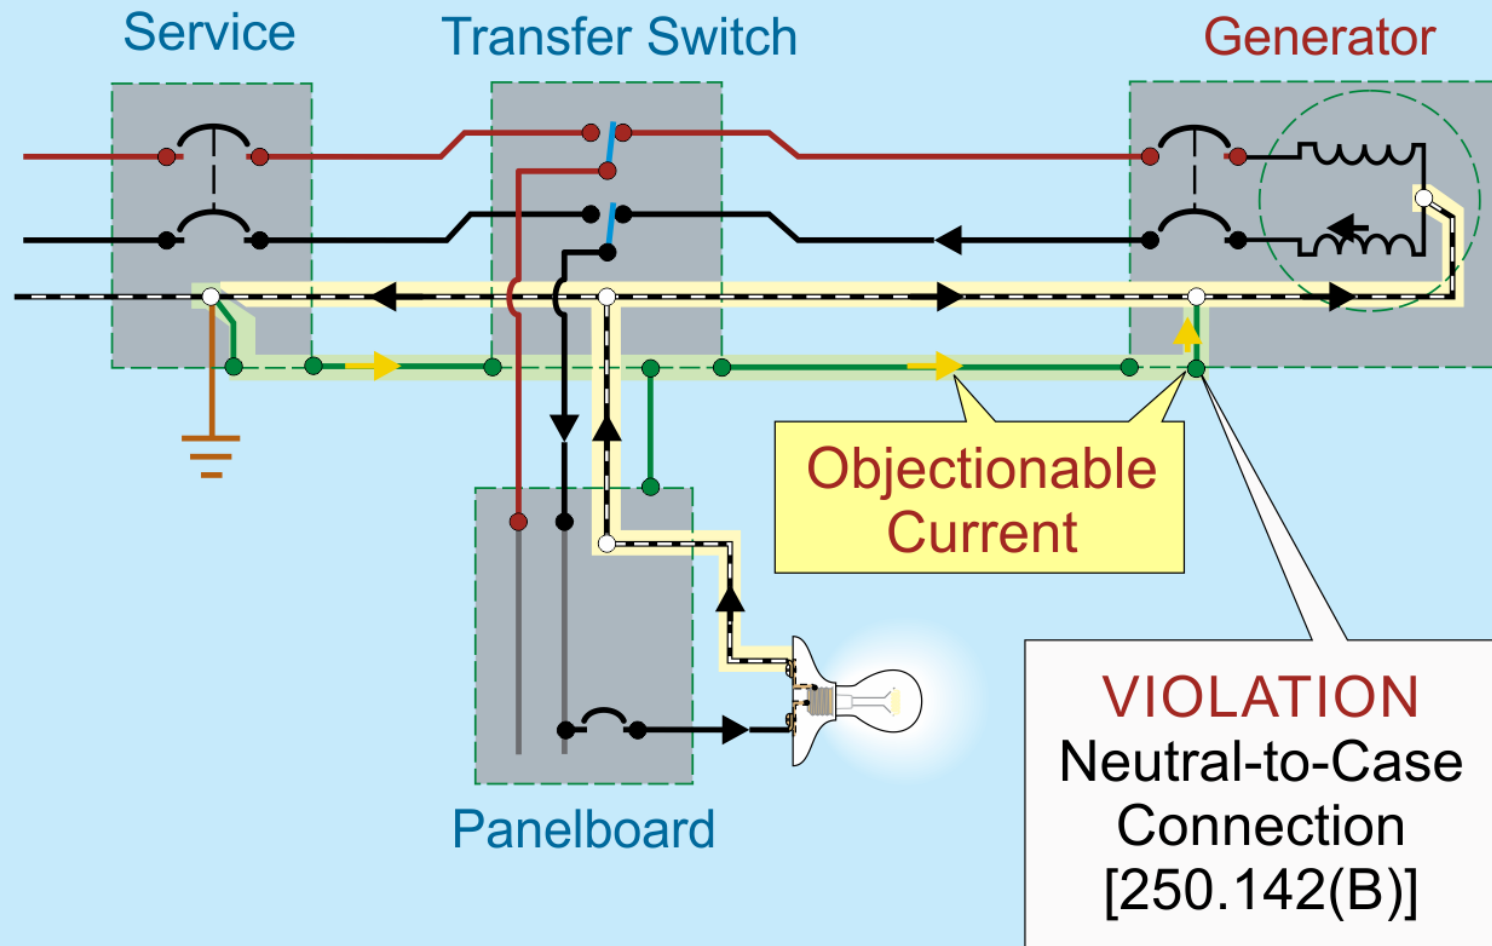 Service
Transfer Switch
Generator
Objectionable
Current
VIOLATION
Neutral-to-Case
Connection
[250.142(B)]
Panelboard